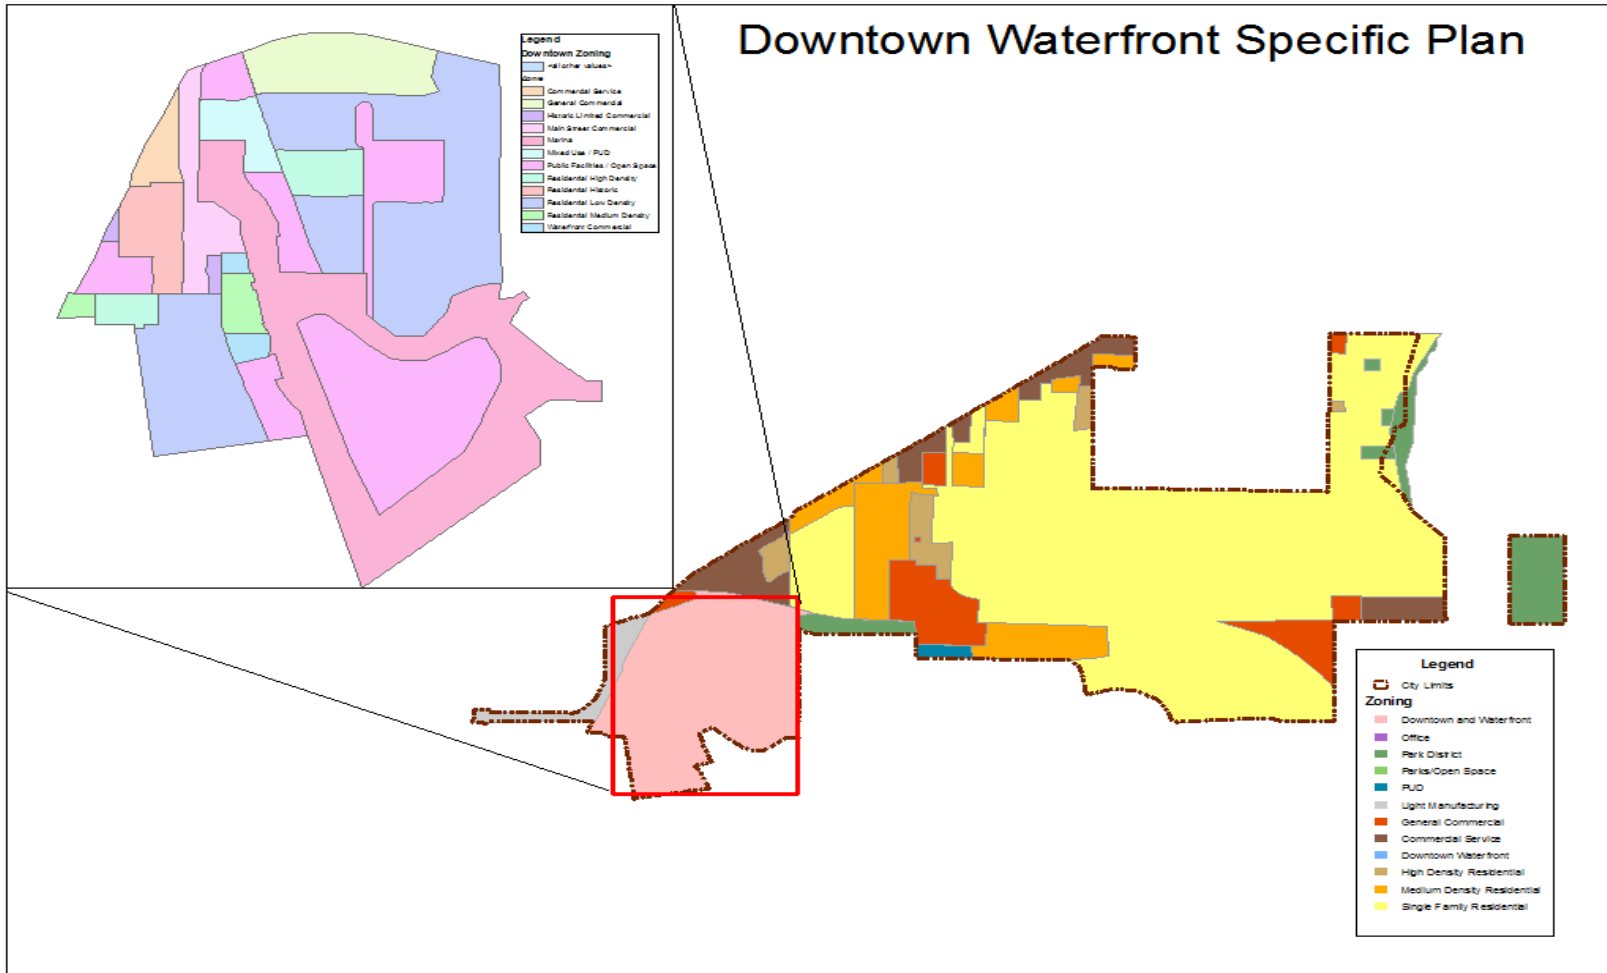 Downtown Waterfront Specific Plan
Legend
Downtown Zoning
<all other values>
Zone
Commercial Service
General Commercial
Historic Limited Commercial
Main Street Commercial
Marina
Mixed Use / PUD
Public Facilities / Open Space
Residential High Density
Residential Historic
Residential Low Density
Residential Medium Density
Waterfront Commercial
Legend
City Limits
Zoning
Downtown and Waterfront
Office
Park District
Parks/Open Space
PUD
Light Manufacturing
General Commercial
Commercial Service
Downtown Waterfront
High Density Residential
Medium Density Residential
Single Family Residential